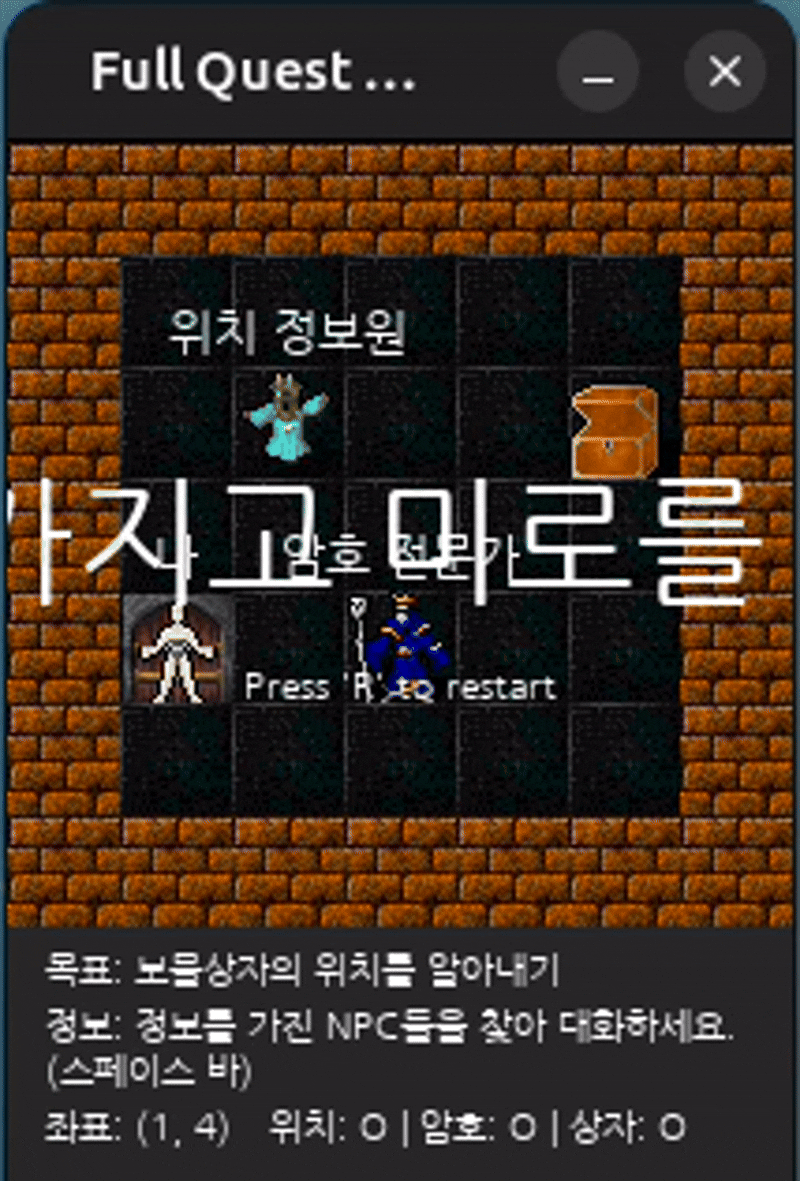 Full Quest ...
위치 정보원
가지고 미로를
나 암호 전문가
Press 'R' to restart
목표: 보물상자의 위치를 알아내기
정보: 정보를 가진 NPC들을 찾아 대화하세요.
(스페이스 바)
좌표: (1, 4) 위치: O | 암호: O | 상자: O